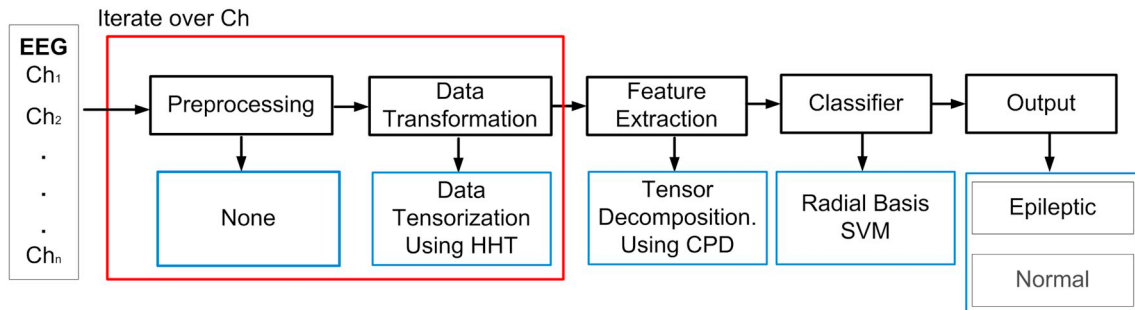 Iterate over Ch
EEG
Ch1
Ch2
.
.
.
Chn
Preprocessing
Data
Transformation
Feature
Extraction
Classifier
Output
None
Data
Tensorization
Using HHT
Tensor
Decomposition.
Using CPD
Radial Basis
SVM
Epileptic
Normal